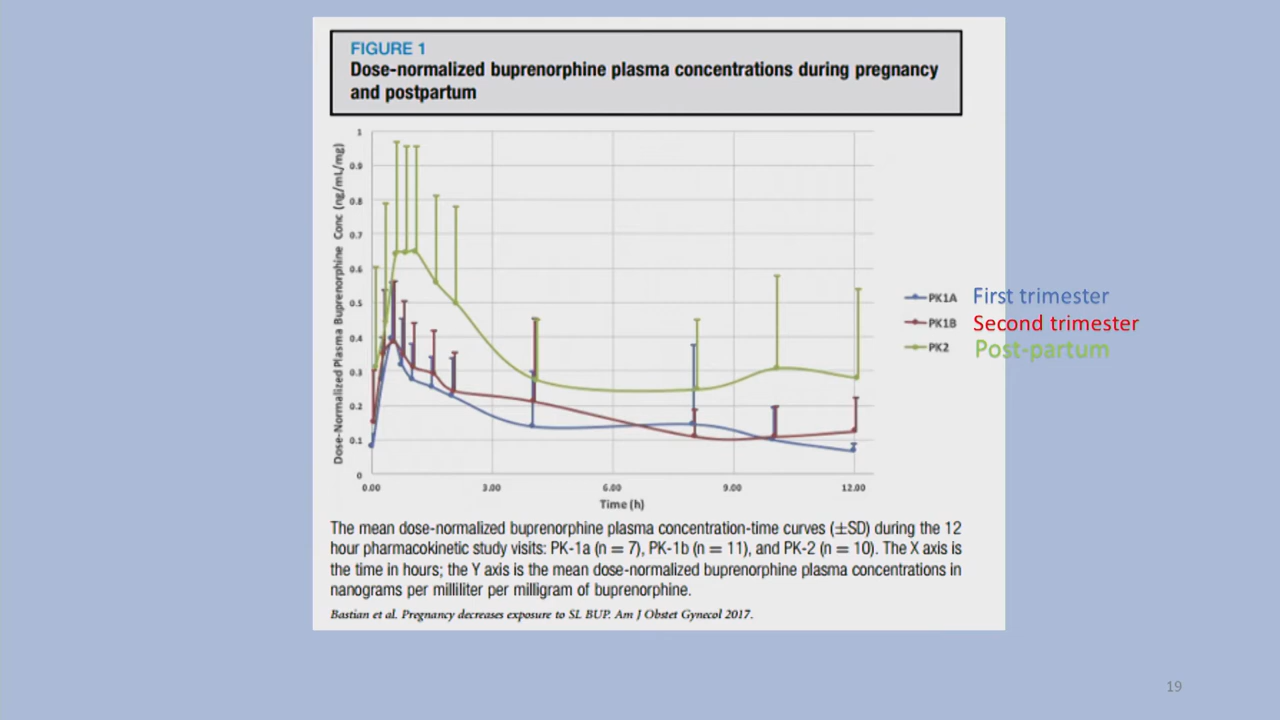 FIGURE 1
Dose-normalized buprenorphine plasma concentrations during pregnancy
and postpartum
Dose-Normalized Plasma Buprenorphine Conc (ng/mL/mg)
1
0.9
0.8
0.7
0.6
0.5
0.4
0.3
0.2
0.1
0
0.00 3.00 6.00 9.00 12.00
Time (h)
PK1A First trimester
PK1B Second trimester
PK2 Post-partum
The mean dose-normalized buprenorphine plasma concentration-time curves (±SD) during the 12
hour pharmacokinetic study visits: PK-1a (n = 7), PK-1b (n = 11), and PK-2 (n = 10). The X axis is
the time in hours; the Y axis is the mean dose-normalized buprenorphine plasma concentrations in
nanograms per milliliter per milligram of buprenorphine.
Bastian et al. Pregnancy decreases exposure to SL BUP. Am J Obstet Gynecol 2017.
19